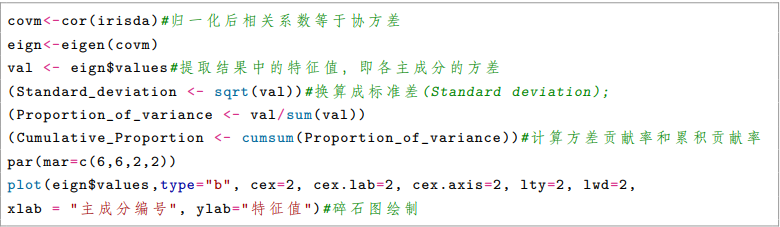 covm<-cor(irisda)#归一化后相关系数等于协方差
eign<-eigen(covm)
val <- eign$values#提取结果中的特征值，即各主成分的方差
(Standard_deviation <- sqrt(val))#换算成标准差(Standard deviation);
(Proportion_of_variance <- val/sum(val))
(Cumulative_Proportion <- cumsum(Proportion_of_variance))#计算方差贡献率和累积贡献率
par(mar=c(6,6,2,2))
plot(eign$values,type="b", cex=2, cex.lab=2, cex.axis=2, lty=2, lwd=2,
xlab = "主成分编号", ylab="特征值")#碎石图绘制